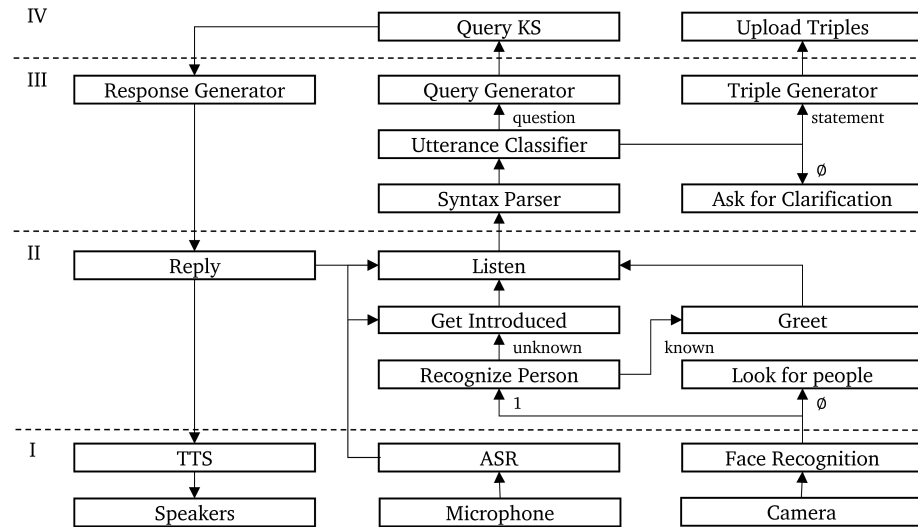 IV
Query KS
Upload Triples
III
Response Generator
Query Generator
Triple Generator
question
statement
Utterance Classifier
∅
Syntax Parser
Ask for Clarification
II
Reply
Listen
Get Introduced
Greet
unknown
known
Recognize Person
Look for people
1
∅
I
TTS
ASR
Face Recognition
Speakers
Microphone
Camera